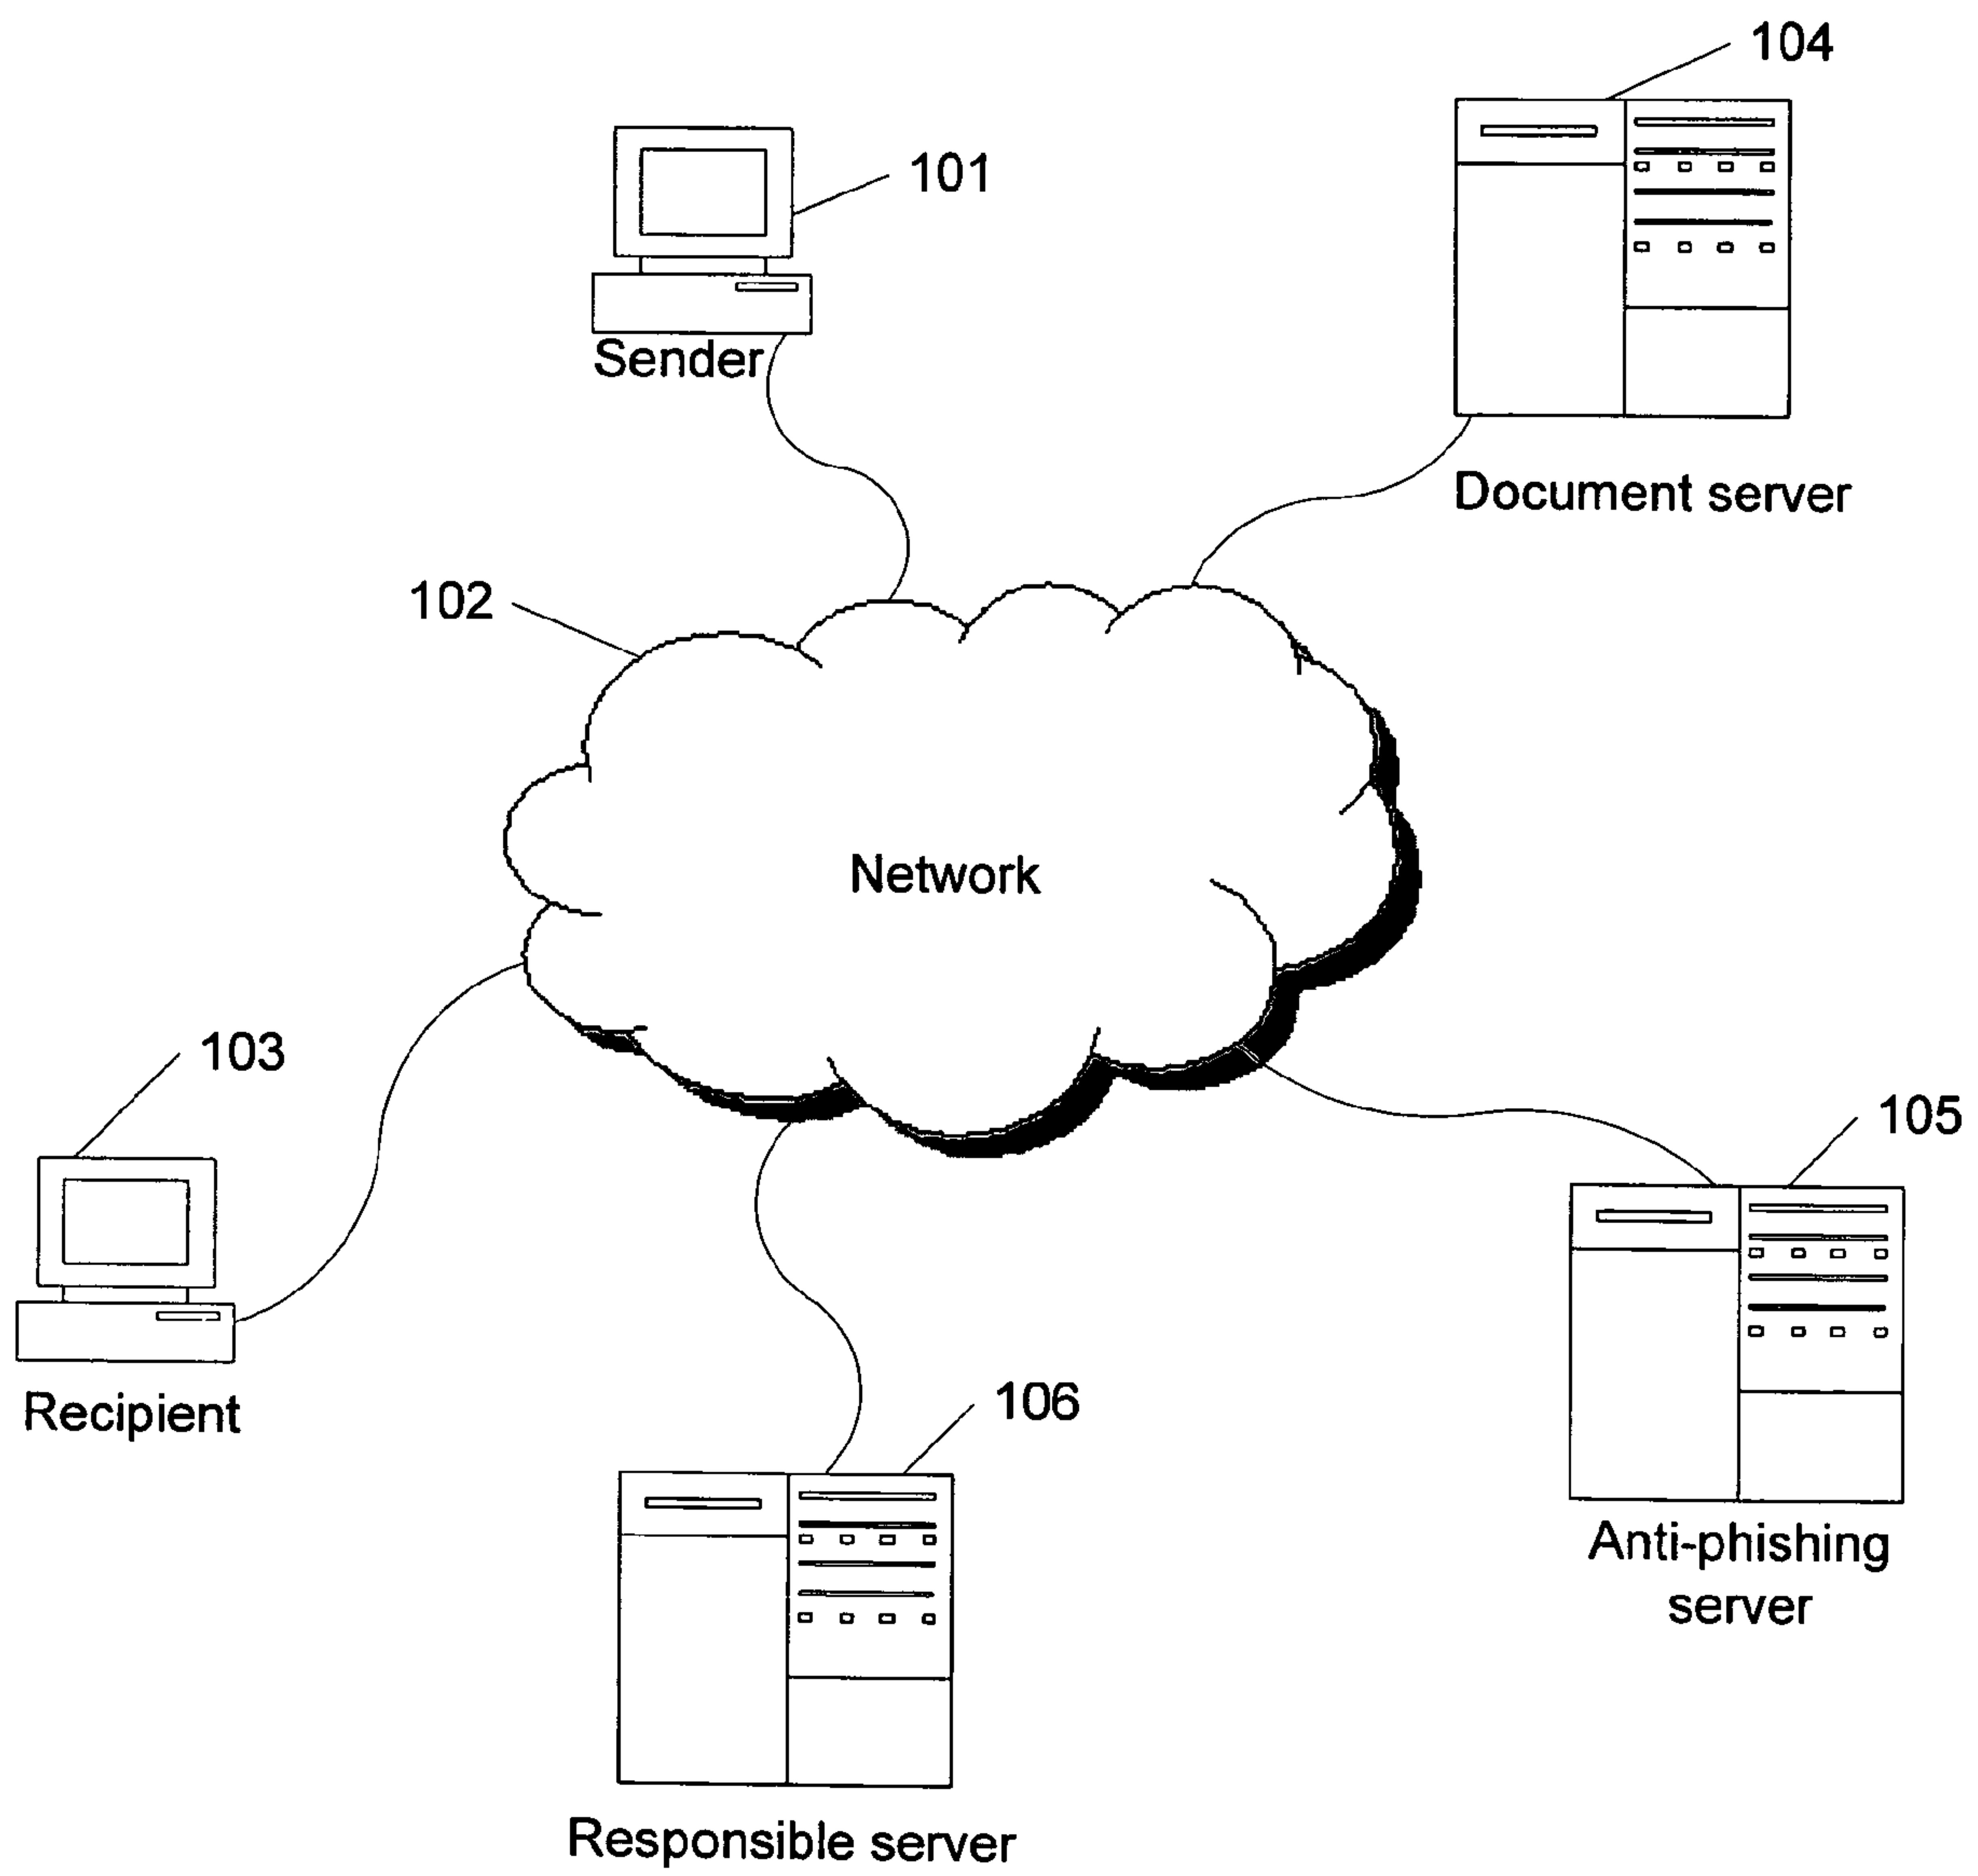 104
101
Sender
Document server
102
Network
103
105
Recipient
106
Anti-phishing
server
Responsible server